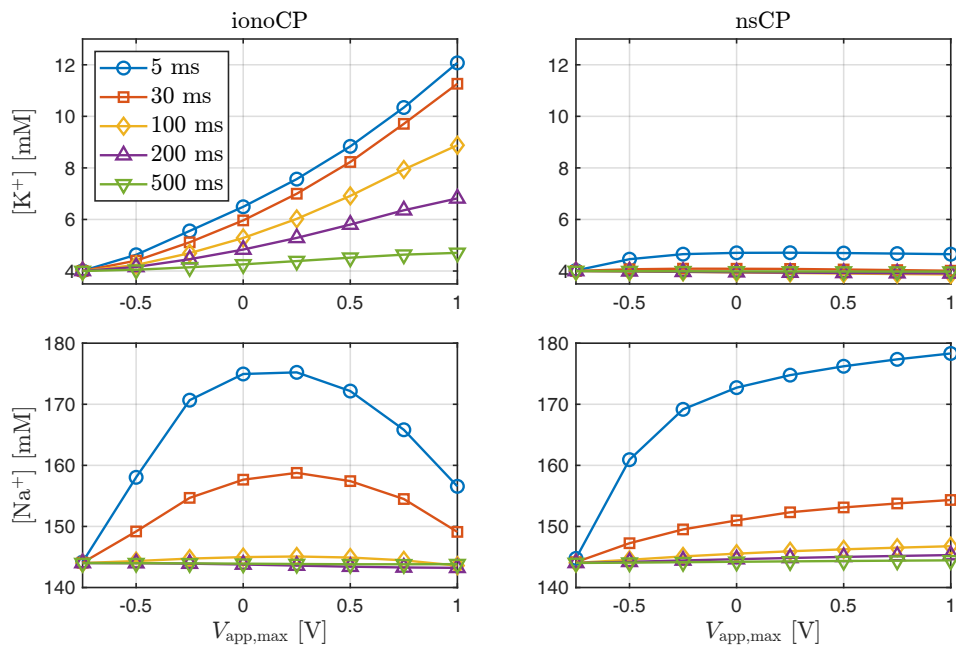 ionoCP
nsCP
[K⁺] [mM]
12
10
8
6
4
5 ms
30 ms
100 ms
200 ms
500 ms
-0.5 0 0.5 1
12
10
8
6
4
-0.5 0 0.5 1
[Na⁺] [mM]
180
170
160
150
140
-0.5 0 0.5 1
V_app,max [V]
180
170
160
150
140
-0.5 0 0.5 1
V_app,max [V]